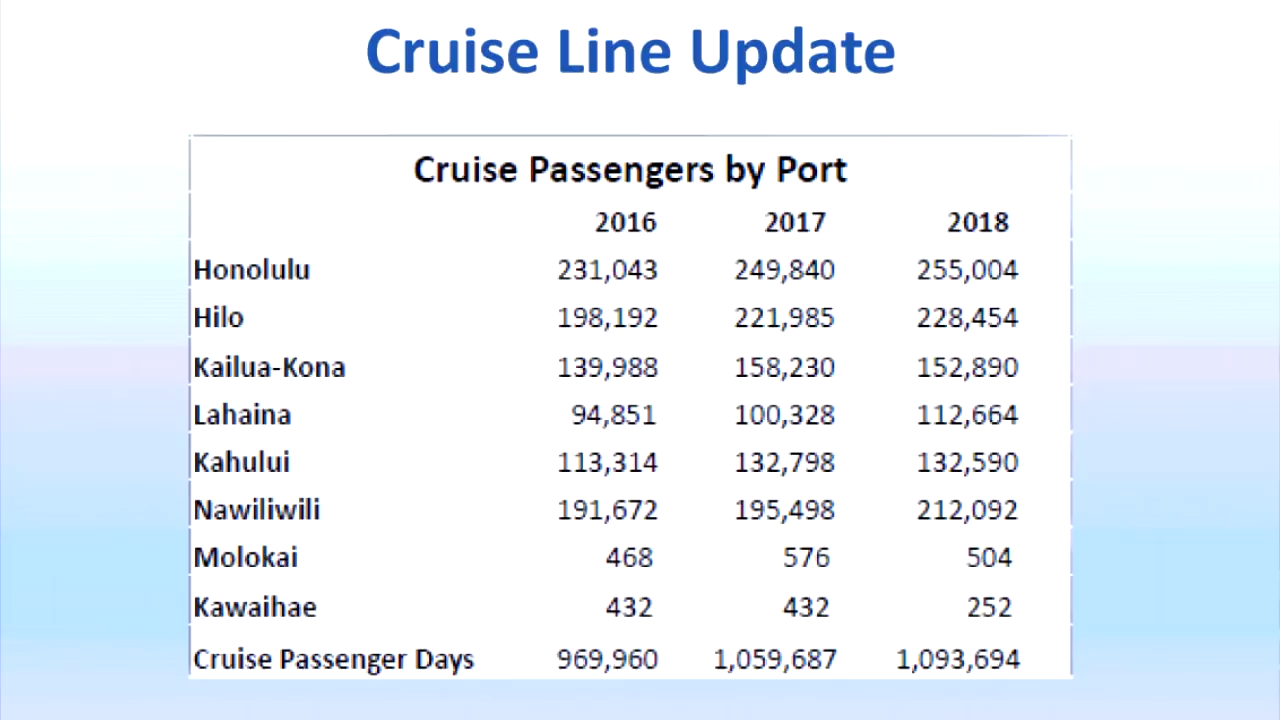 Cruise Line Update
Cruise Passengers by Port
2016 2017 2018
Honolulu 231,043 249,840 255,004
Hilo 198,192 221,985 228,454
Kailua-Kona 139,988 158,230 152,890
Lahaina 94,851 100,328 112,664
Kahului 113,314 132,798 132,590
Nawiliwili 191,672 195,498 212,092
Molokai 468 576 504
Kawaihae 432 432 252
Cruise Passenger Days 969,960 1,059,687 1,093,694